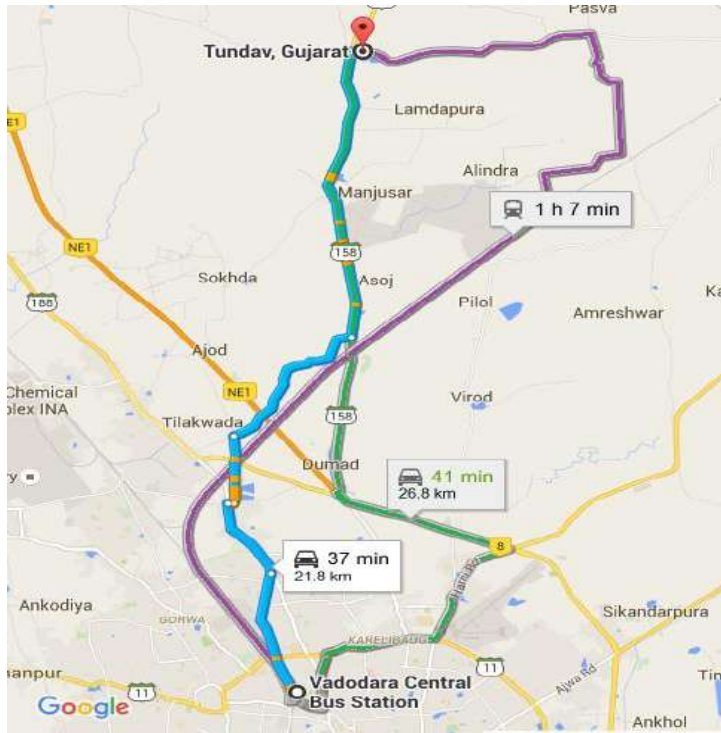 Pasva
Tundav, Gujarat
Lamdapura
NE1
Alindra
Manjusar
1 h 7 min
NE1
158
Sokhda
Asoj
188
Pilol
Amreshwar
Ajod
Chemical
plex INA
NE1
Virod
Tilakwada
158
Dumad
41 min
26.8 km
8
37 min
21.8 km
Ankodiya
GORWA
Sikandarpura
KARELIBAUG
11
Ajwa Rd
anpur
11
Vadodara Central
Bus Station
Google
Ankhol